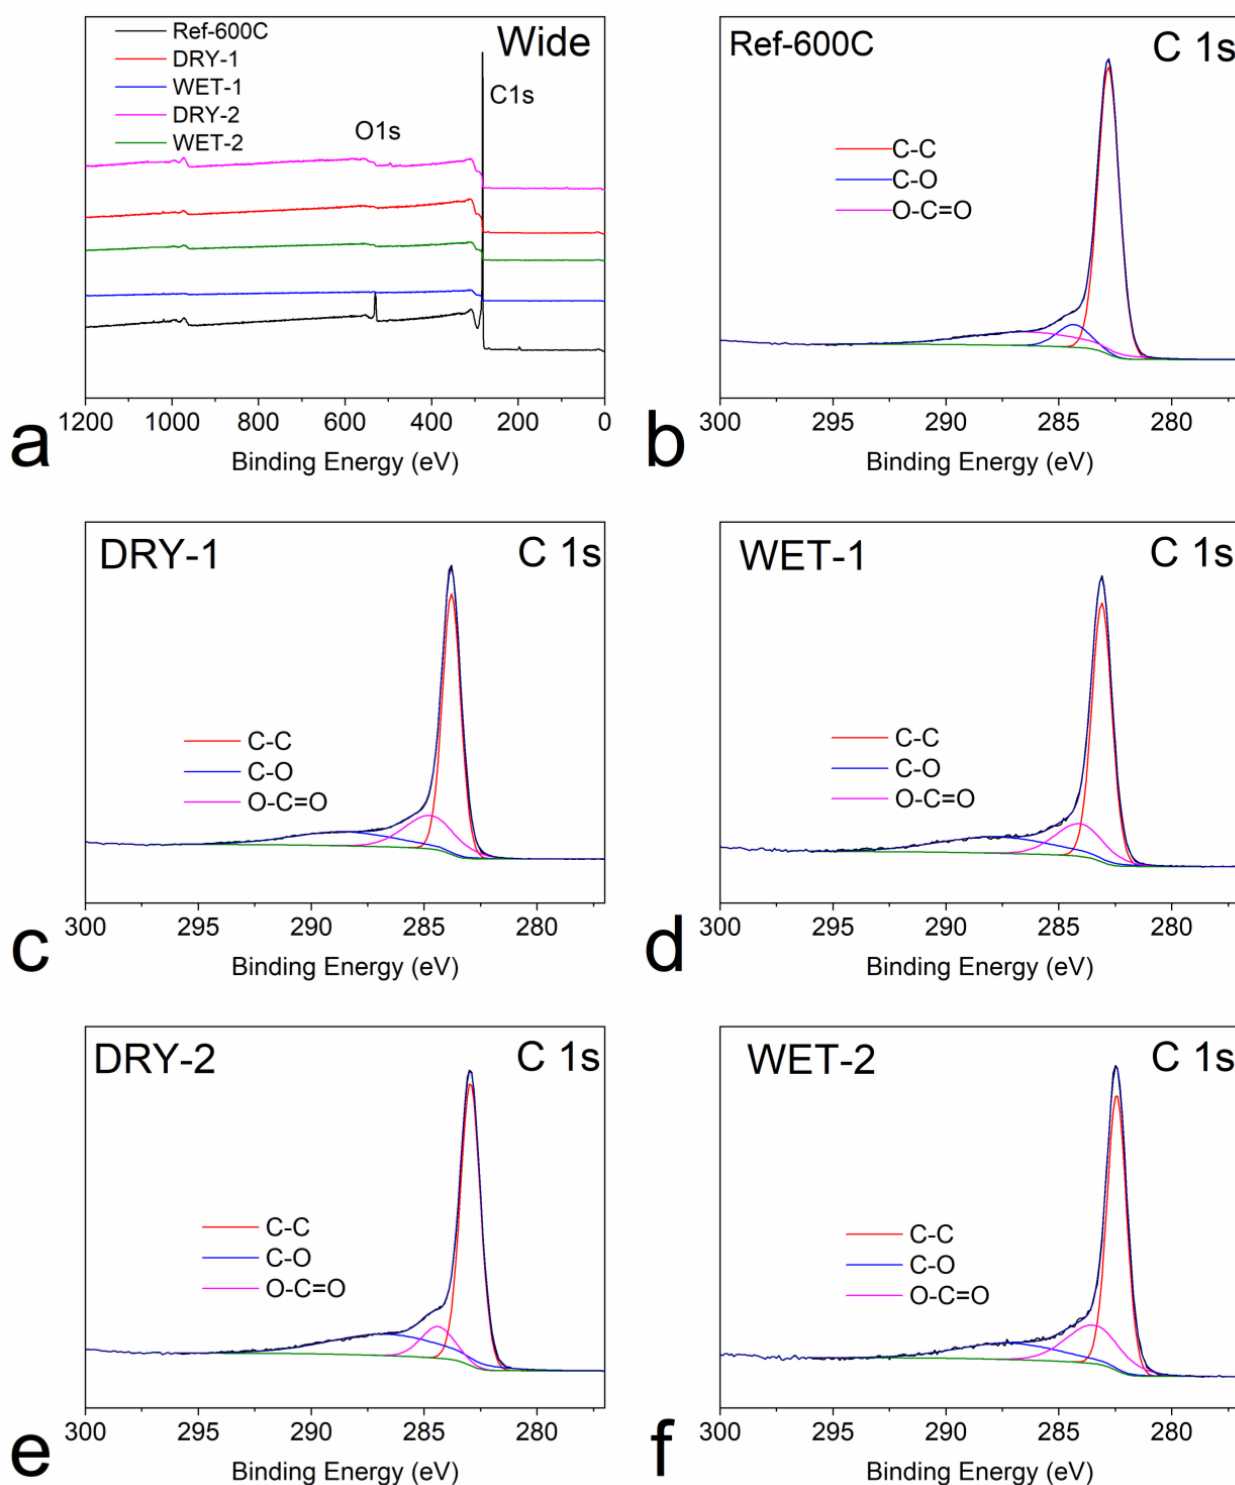 Ref-600C
DRY-1
WET-1
DRY-2
WET-2
Wide
O1s
C1s
1200 1000 800 600 400 200 0
Binding Energy (eV)
a
Ref-600C
C 1s
C-C
C-O
O-C=O
300 295 290 285 280
Binding Energy (eV)
b
DRY-1
C 1s
C-C
C-O
O-C=O
300 295 290 285 280
Binding Energy (eV)
c
WET-1
C 1s
C-C
C-O
O-C=O
300 295 290 285 280
Binding Energy (eV)
d
DRY-2
C 1s
C-C
C-O
O-C=O
300 295 290 285 280
Binding Energy (eV)
e
WET-2
C 1s
C-C
C-O
O-C=O
300 295 290 285 280
Binding Energy (eV)
f